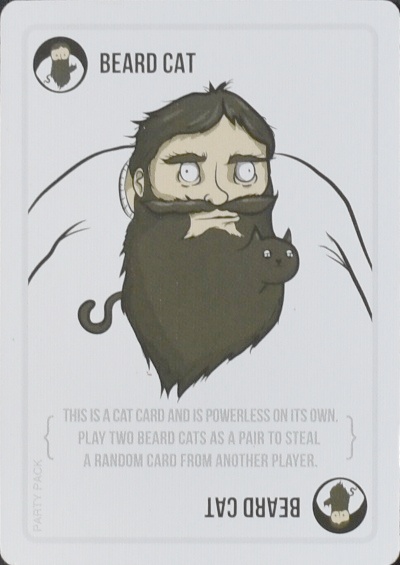 BEARD CAT
THIS IS A CAT CARD AND IS POWERLESS ON ITS OWN.
PLAY TWO BEARD CATS AS A PAIR TO STEAL
A RANDOM CARD FROM ANOTHER PLAYER.
PARTY PACK
BEARD CAT